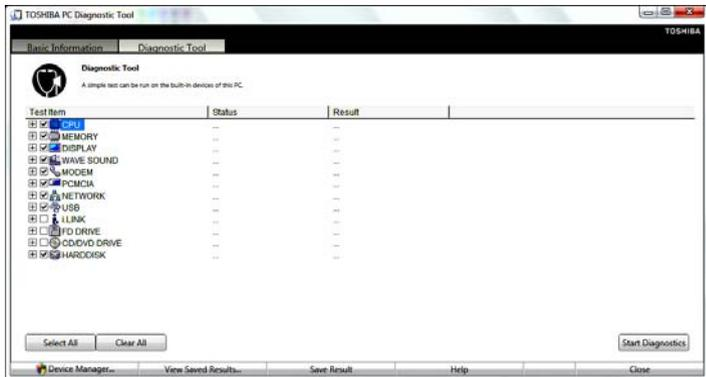 TOSHIBA PC Diagnostic Tool
TOSHIBA
Basic Information Diagnostic Tool
Diagnostic Tool
A simple test can be run on the built-in devices of this PC.
Test Item Status Result
CPU ... ...
MEMORY ... ...
DISPLAY ... ...
WAVE SOUND ... ...
MODEM ... ...
PCMCIA ... ...
NETWORK ... ...
USB ... ...
i.LINK ... ...
FD DRIVE ... ...
CD/DVD DRIVE ... ...
HARDDISK ... ...
Select All Clear All Start Diagnostics
Device Manager... View Saved Results... Save Result Help Close